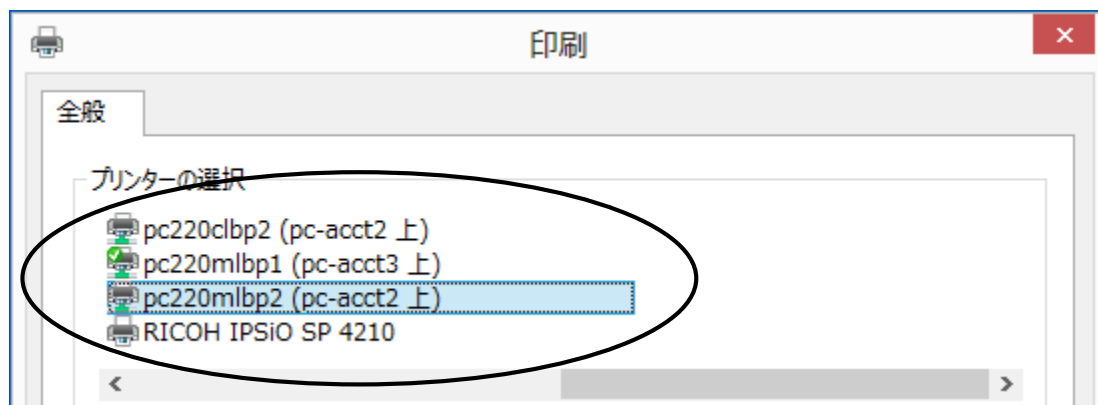 印刷
全般
プリンターの選択
pc220clbp2 (pc-acct2 上)
pc220mlbp1 (pc-acct3 上)
pc220mlbp2 (pc-acct2 上)
RICOH IPSiO SP 4210